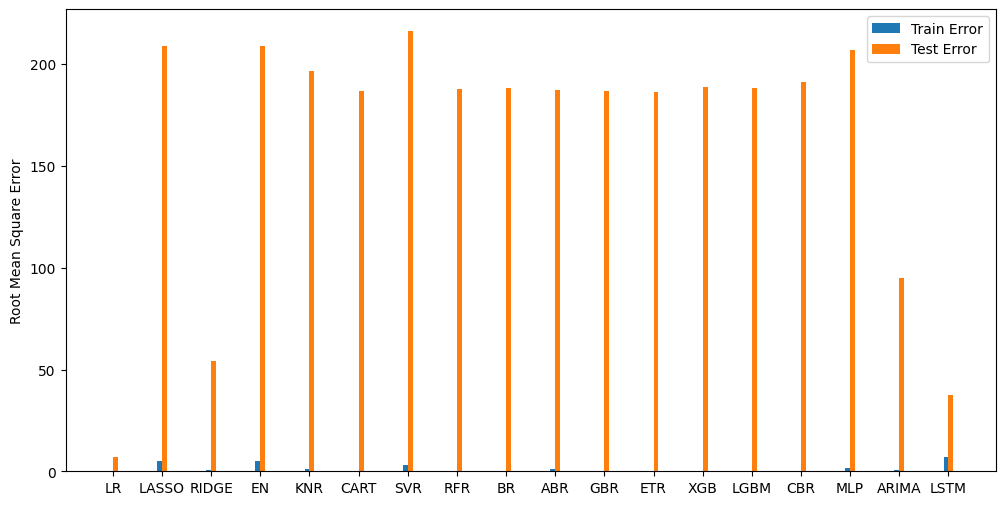 Train Error
Test Error
Root Mean Square Error
200
150
100
50
0
LR LASSO RIDGE EN KNR CART SVR RFR BR ABR GBR ETR XGB LGBM CBR MLP ARIMA LSTM